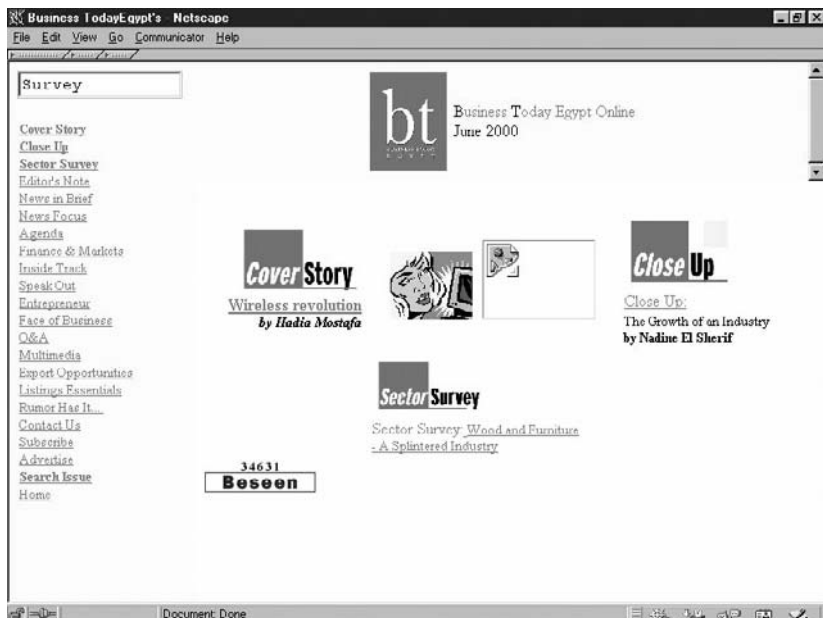 Business TodayEgypt's - Netscape
File Edit View Go Communicator Help
Survey
Cover Story
Close Up
Sector Survey
Editor's Note
News in Brief
News Focus
Agenda
Finance & Markets
Inside Track
Speak Out
Entrepreneur
Face of Business
Q&A
Multimedia
Export Opportunities
Listings Essentials
Rumor Has It...
Contact Us
Subscribe
Advertise
Search Issue
Home
bt
Business Today Egypt Online
June 2000
Cover Story
Wireless revolution
by Hadia Mostafa
Close Up
Close Up:
The Growth of an Industry
by Nadine El Sherif
Sector Survey
Sector Survey: Wood and Furniture
- A Splintered Industry
34631
Beseen
Document: Done